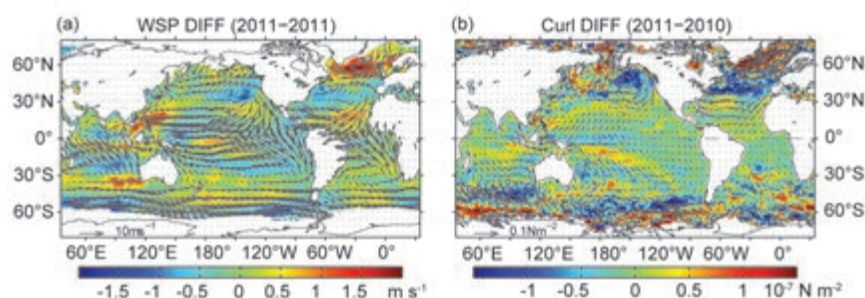 (a) WSP DIFF (2011−2011)
60°N
30°N
0°
30°S
60°S
10ms⁻¹
60°E 120°E 180° 120°W 60°W 0°
-1.5 -1 -0.5 0 0.5 1 1.5 m s⁻¹
(b) Curl DIFF (2011−2010)
60°N
30°N
0°
30°S
60°S
0.1Nm⁻²
60°E 120°E 180° 120°W 60°W 0°
-1 -0.5 0 0.5 1 10⁻⁷ N m⁻²